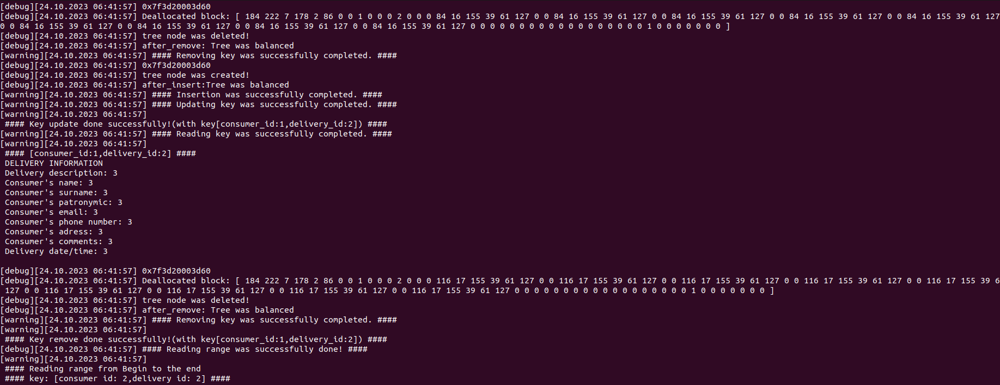 [debug][24.10.2023 06:41:57] 0x7f3d20003d60
[debug][24.10.2023 06:41:57] Deallocated block: [ 184 222 7 178 2 86 0 0 1 0 0 0 2 0 0 0 84 16 155 39 61 127 0 0 84 16 155 39 61 127 0 0 84 16 155 39 61 127 0 0 84 16 155 39 61 127 0 0 84 16 155 39 61 127
0 0 84 16 155 39 61 127 0 0 84 16 155 39 61 127 0 0 84 16 155 39 61 127 0 0 84 16 155 39 61 127 0 0 0 0 0 0 0 0 0 0 0 0 0 0 0 0 0 0 1 0 0 0 0 0 0 0 ]
[debug][24.10.2023 06:41:57] tree node was deleted!
[debug][24.10.2023 06:41:57] after_remove: Tree was balanced
[warning][24.10.2023 06:41:57] #### Removing key was successfully completed. ####
[debug][24.10.2023 06:41:57] 0x7f3d20003d60
[debug][24.10.2023 06:41:57] tree node was created!
[debug][24.10.2023 06:41:57] after_insert:Tree was balanced
[warning][24.10.2023 06:41:57] #### Insertion was successfully completed. ####
[warning][24.10.2023 06:41:57] #### Updating key was successfully completed. ####
[warning][24.10.2023 06:41:57]
#### Key update done successfully!(with key[consumer_id:1,delivery_id:2]) ####
[warning][24.10.2023 06:41:57] #### Reading key was successfully completed. ####
[warning][24.10.2023 06:41:57]
#### [consumer_id:1,delivery_id:2] ####
DELIVERY INFORMATION
Delivery description: 3
Consumer's name: 3
Consumer's surname: 3
Consumer's patronymic: 3
Consumer's email: 3
Consumer's phone number: 3
Consumer's adress: 3
Consumer's comments: 3
Delivery date/time: 3
[debug][24.10.2023 06:41:57] 0x7f3d20003d60
[debug][24.10.2023 06:41:57] Deallocated block: [ 184 222 7 178 2 86 0 0 1 0 0 0 2 0 0 0 116 17 155 39 61 127 0 0 116 17 155 39 61 127 0 0 116 17 155 39 61 127 0 0 116 17 155 39 61 127 0 0 116 17 155 39 6
1 127 0 0 116 17 155 39 61 127 0 0 116 17 155 39 61 127 0 0 116 17 155 39 61 127 0 0 116 17 155 39 61 127 0 0 0 0 0 0 0 0 0 0 0 0 0 0 0 0 0 0 1 0 0 0 0 0 0 0 ]
[debug][24.10.2023 06:41:57] tree node was deleted!
[debug][24.10.2023 06:41:57] after_remove: Tree was balanced
[warning][24.10.2023 06:41:57] #### Removing key was successfully completed. ####
[warning][24.10.2023 06:41:57]
#### Key remove done successfully!(with key[consumer_id:1,delivery_id:2]) ####
[debug][24.10.2023 06:41:57] #### Reading range was successfully done! ####
[warning][24.10.2023 06:41:57]
#### Reading range from Begin to the end
#### key: [consumer id: 2,delivery id: 2] ####